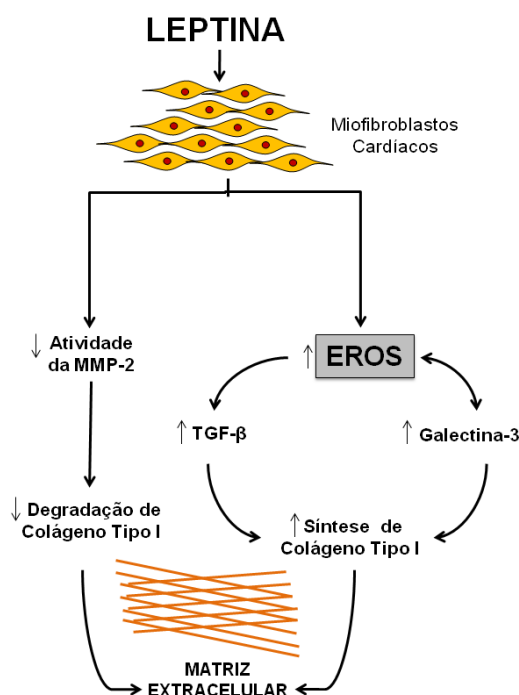 LEPTINA
Miofibroblastos
Cardíacos
↓ Atividade
da MMP-2
↑ EROS
↑ TGF-β
↑ Galectina-3
↓ Degradação de
Colágeno Tipo I
↑ Síntese de
Colágeno Tipo I
MATRIZ
EXTRACELULAR